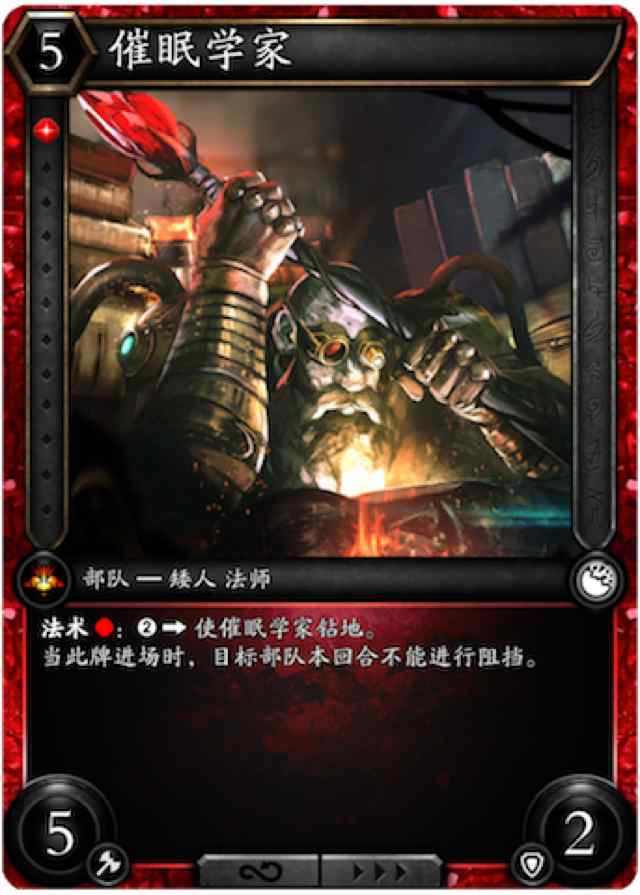 5
催眠学家
部队 — 矮人 法师
法术：❷➡ 使催眠学家钻地。
当此牌进场时，目标部队本回合不能进行阻挡。
5
2